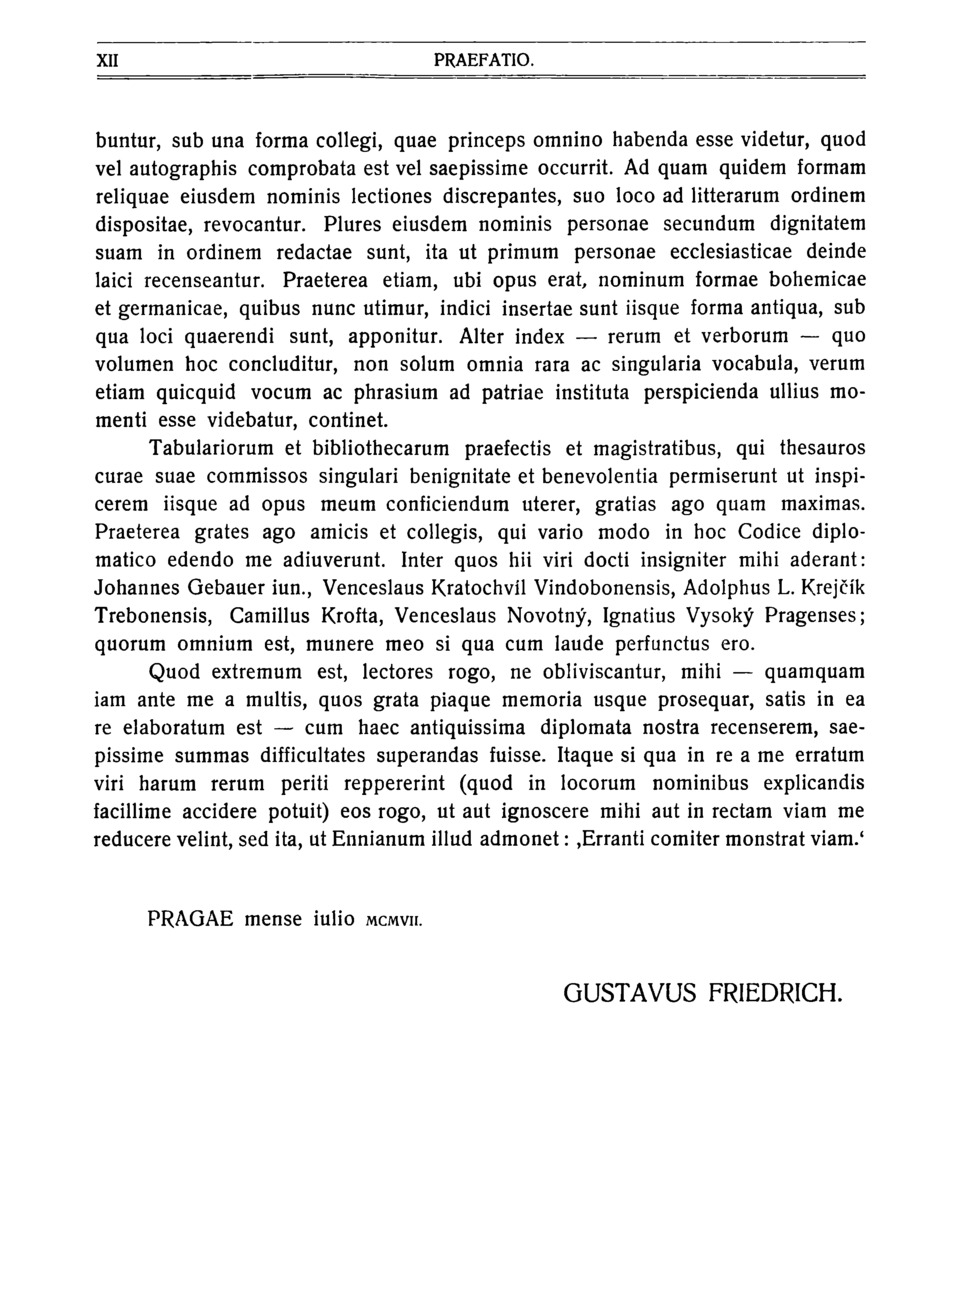 XII PRAEFATIO.
buntur, sub una forma collegi, quae princeps omnino habenda esse videtur, quod
vel autographis comprobata est vel saepissime occurrit. Ad quam quidem formam
reliquae eiusdem nominis lectiones discrepantes, suo loco ad litterarum ordinem
dispositae, revocantur. Plures eiusdem nominis personae secundum dignitatem
suam in ordinem redactae sunt, ita ut primum personae ecclesiasticae deinde
laici recenseantur. Praeterea etiam, ubi opus erat, nominum formae bohemicae
et germanicae, quibus nunc utimur, indici insertae sunt iisque forma antiqua, sub
qua loci quaerendi sunt, apponitur. Alter index — rerum et verborum — quo
volumen hoc concluditur, non solum omnia rara ac singularia vocabula, verum
etiam quicquid vocum ac phrasium ad patriae instituta perspicienda ullius mo-
menti esse videbatur, continet.
Tabulariorum et bibliothecarum praefectis et magistratibus, qui thesauros
curae suae commissos singulari benignitate et benevolentia permiserunt ut inspi-
cerem iisque ad opus meum conficiendum uterer, gratias ago quam maximas.
Praeterea grates ago amicis et collegis, qui vario modo in hoc Codice diplo-
matico edendo me adiuverunt. Inter quos hii viri docti insigniter mihi aderant:
Johannes Gebauer iun., Venceslaus Kratochvíl Vindobonensis, Adolphus L. Krejčík
Trebonensis, Camillus Krofta, Venceslaus Novotný, Ignatius Vysoký Pragenses;
quorum omnium est, munere meo si qua cum laude perfunctus ero.
Quod extremum est, lectores rogo, ne obliviscantur, mihi — quamquam
iam ante me a multis, quos grata piaque memoria usque prosequar, satis in ea
re elaboratum est — cum haec antiquissima diplomata nostra recenserem, sae-
pissime summas difficultates superandas fuisse. Itaque si qua in re a me erratum
viri harum rerum periti reppererint (quod in locorum nominibus explicandis
facillime accidere potuit) eos rogo, ut aut ignoscere mihi aut in rectam viam me
reducere velint, sed ita, ut Ennianum illud admonet: ‚Erranti comiter monstrat viam.‘
PRAGAE mense iulio MCMVII.
GUSTAVUS FRIEDRICH.